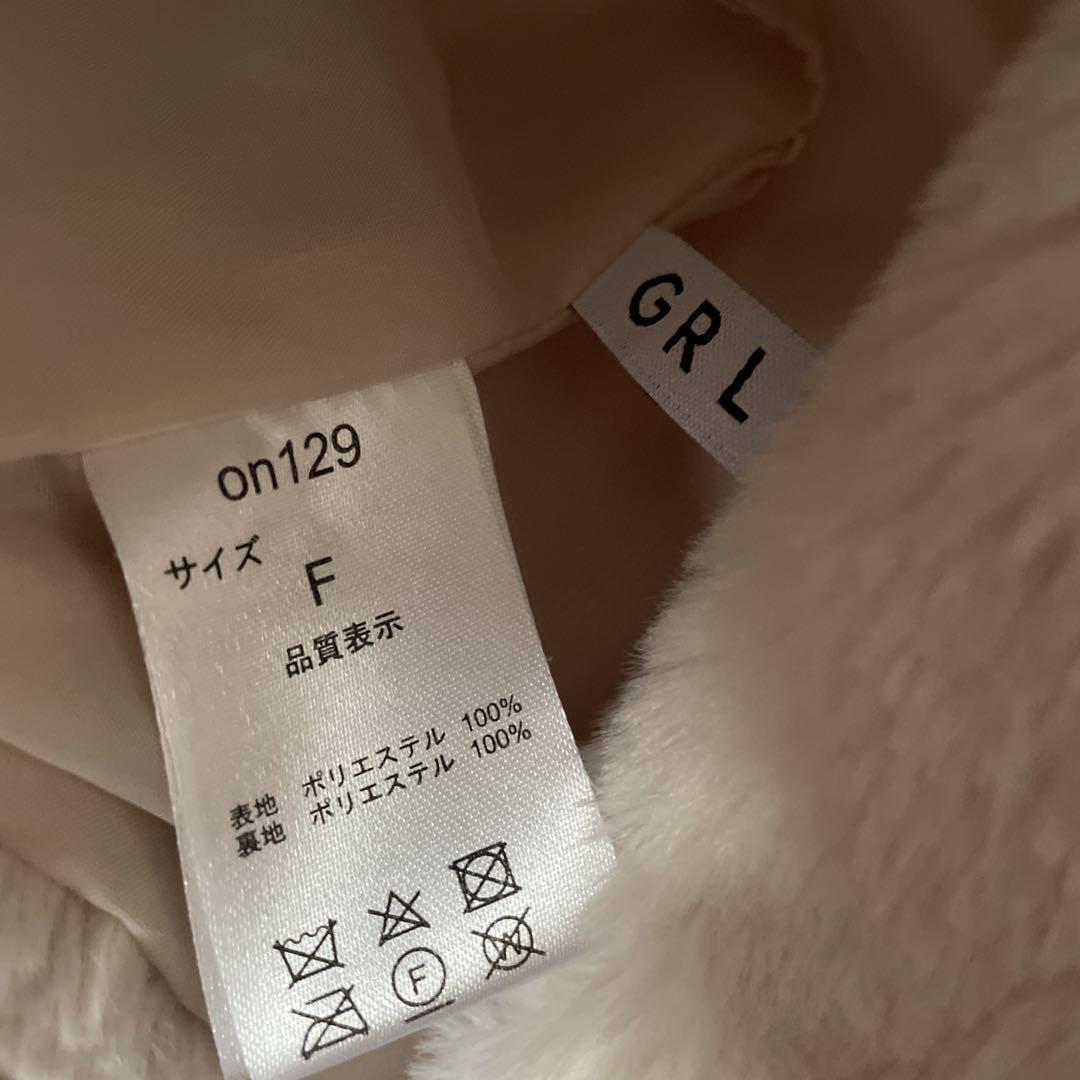 GRL
on129
サイズ
F
品質表示
表地 ポリエステル 100%
裏地 ポリエステル 100%
F
W